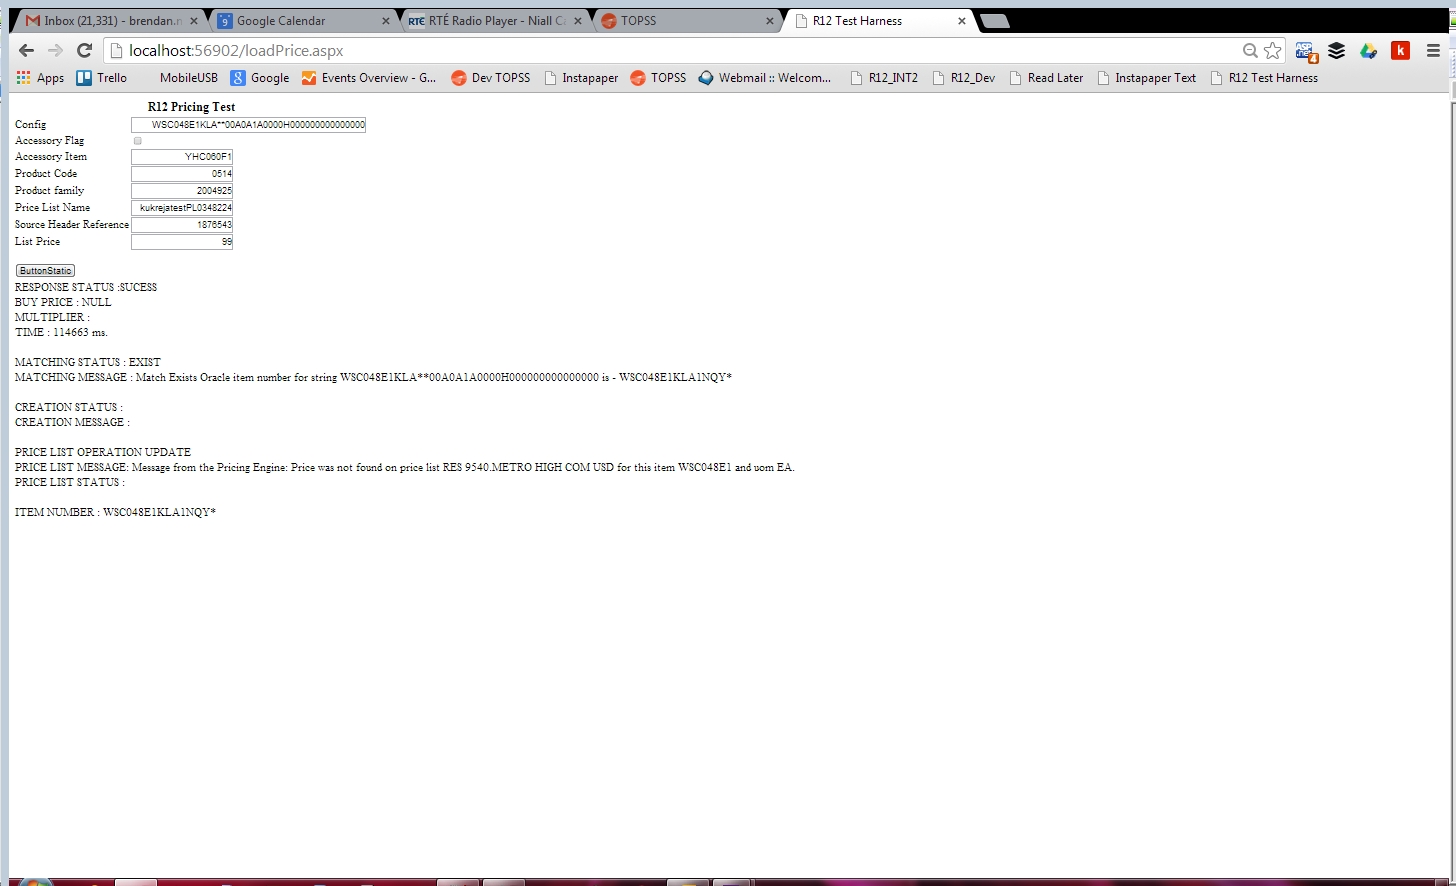 Inbox (21,331) - brendan.n
9 Google Calendar
RTÉ RTÉ Radio Player - Niall Ca
TOPSS
R12 Test Harness
localhost:56902/loadPrice.aspx
ASP .net 4
k
Apps Trello MobileUSB 8 Google Events Overview - G... Dev TOPSS Instapaper TOPSS Webmail :: Welcom... R12_INT2 R12_Dev Read Later Instapaper Text R12 Test Harness
R12 Pricing Test
Config WSC048E1KLA**00A0A1A0000H000000000000000
Accessory Flag
Accessory Item YHC060F1
Product Code 0514
Product family 2004925
Price List Name kukrejatestPL0348224
Source Header Reference 1876543
List Price 99
ButtonStatic
RESPONSE STATUS :SUCESS
BUY PRICE : NULL
MULTIPLIER :
TIME : 114663 ms.
MATCHING STATUS : EXIST
MATCHING MESSAGE : Match Exists Oracle item number for string WSC048E1KLA**00A0A1A0000H000000000000000 is - WSC048E1KLA1NQY*
CREATION STATUS :
CREATION MESSAGE :
PRICE LIST OPERATION UPDATE
PRICE LIST MESSAGE: Message from the Pricing Engine: Price was not found on price list RES 9540.METRO HIGH COM USD for this item WSC048E1 and uom EA.
PRICE LIST STATUS :
ITEM NUMBER : WSC048E1KLA1NQY*